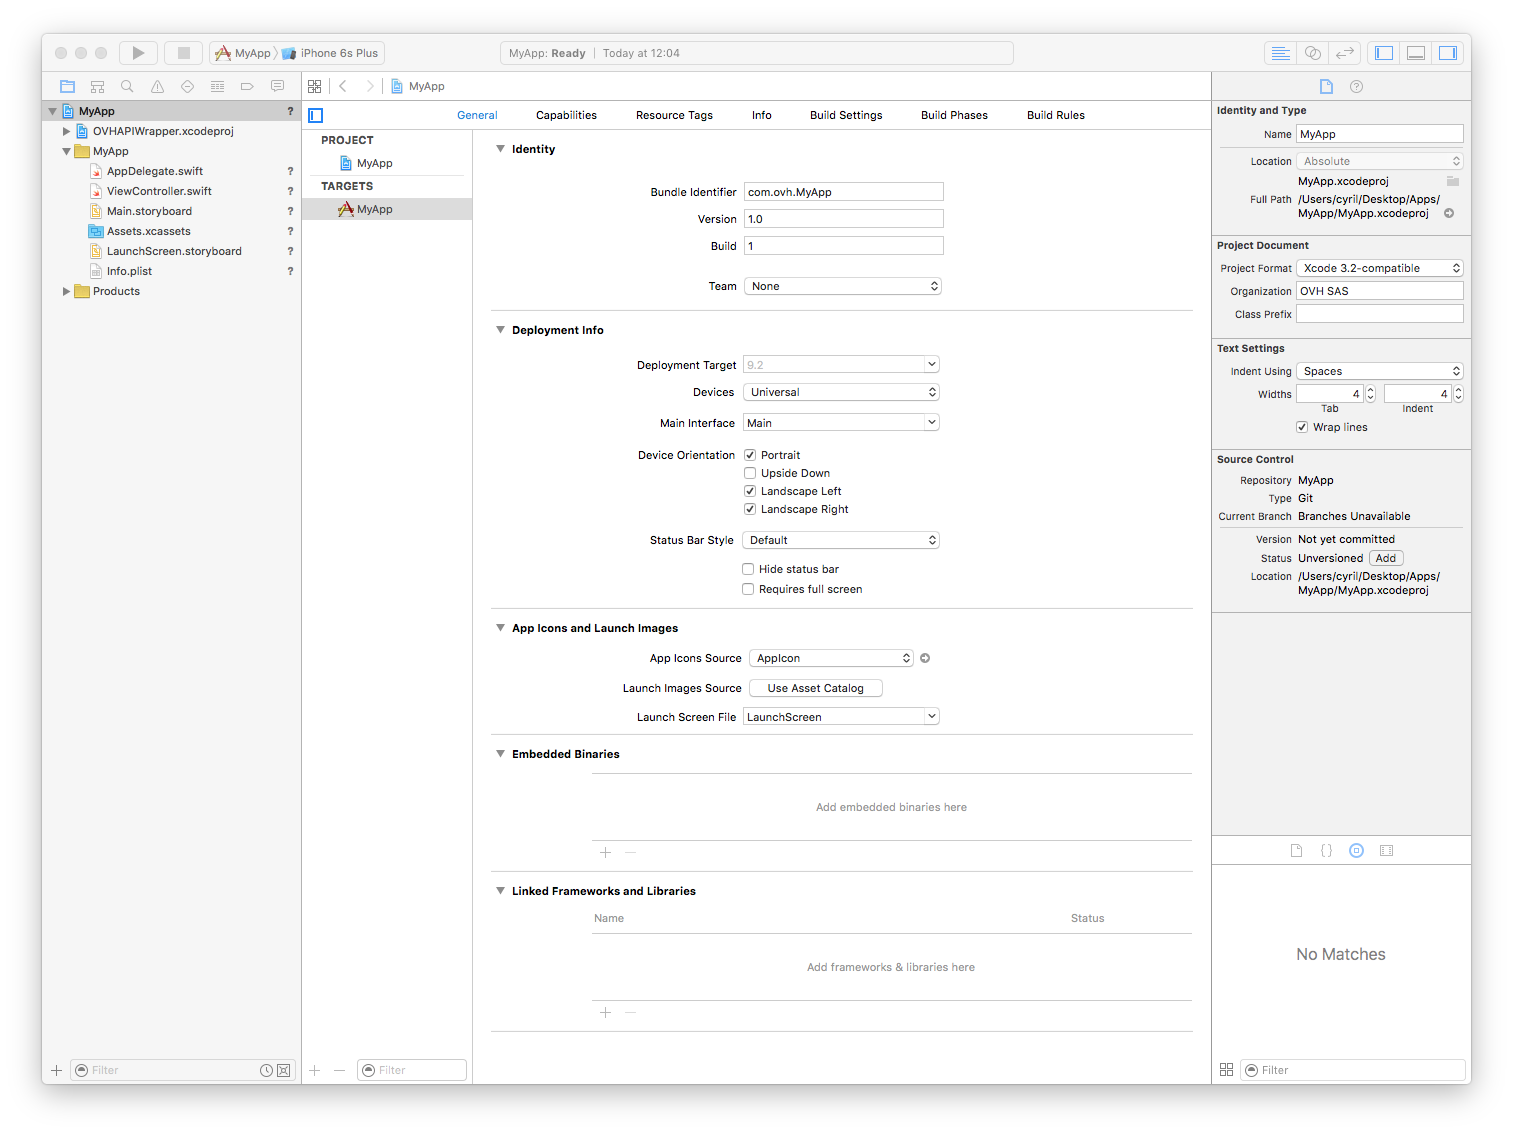 MyApp
iPhone 6s Plus
MyApp: Ready
Today at 12:04
MyApp
MyApp ?
OVHAPIWrapper.xcodeproj
MyApp
AppDelegate.swift ?
ViewController.swift ?
Main.storyboard ?
Assets.xcassets ?
LaunchScreen.storyboard ?
Info.plist ?
Products
Filter
General
Capabilities
Resource Tags
Info
Build Settings
Build Phases
Build Rules
PROJECT
MyApp
TARGETS
MyApp
Filter
Identity
Bundle Identifier com.ovh.MyApp
Version 1.0
Build 1
Team None
Deployment Info
Deployment Target 9.2
Devices Universal
Main Interface Main
Device Orientation Portrait
Upside Down
Landscape Left
Landscape Right
Status Bar Style Default
Hide status bar
Requires full screen
App Icons and Launch Images
App Icons Source AppIcon
Launch Images Source Use Asset Catalog
Launch Screen File LaunchScreen
Embedded Binaries
Add embedded binaries here
Linked Frameworks and Libraries
Name Status
Add frameworks & libraries here
Identity and Type
Name MyApp
Location Absolute
MyApp.xcodeproj
Full Path /Users/cyril/Desktop/Apps/
MyApp/MyApp.xcodeproj
Project Document
Project Format Xcode 3.2-compatible
Organization OVH SAS
Class Prefix
Text Settings
Indent Using Spaces
Widths 4 4
Tab Indent
Wrap lines
Source Control
Repository MyApp
Type Git
Current Branch Branches Unavailable
Version Not yet committed
Status Unversioned Add
Location /Users/cyril/Desktop/Apps/
MyApp/MyApp.xcodeproj
No Matches
Filter